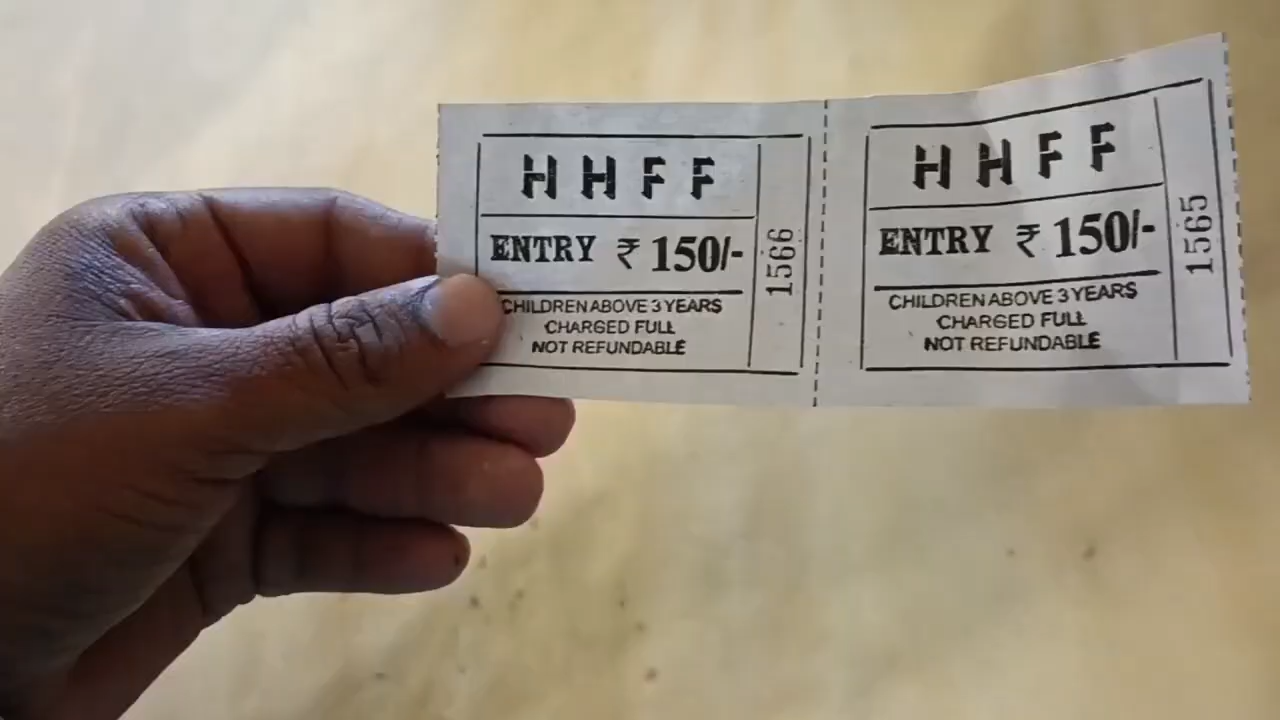 HHFF
ENTRY ₹ 150/-
CHILDREN ABOVE 3 YEARS
CHARGED FULL
NOT REFUNDABLE
1566
HHFF
ENTRY ₹ 150/-
CHILDREN ABOVE 3 YEARS
CHARGED FULL
NOT REFUNDABLE
1565